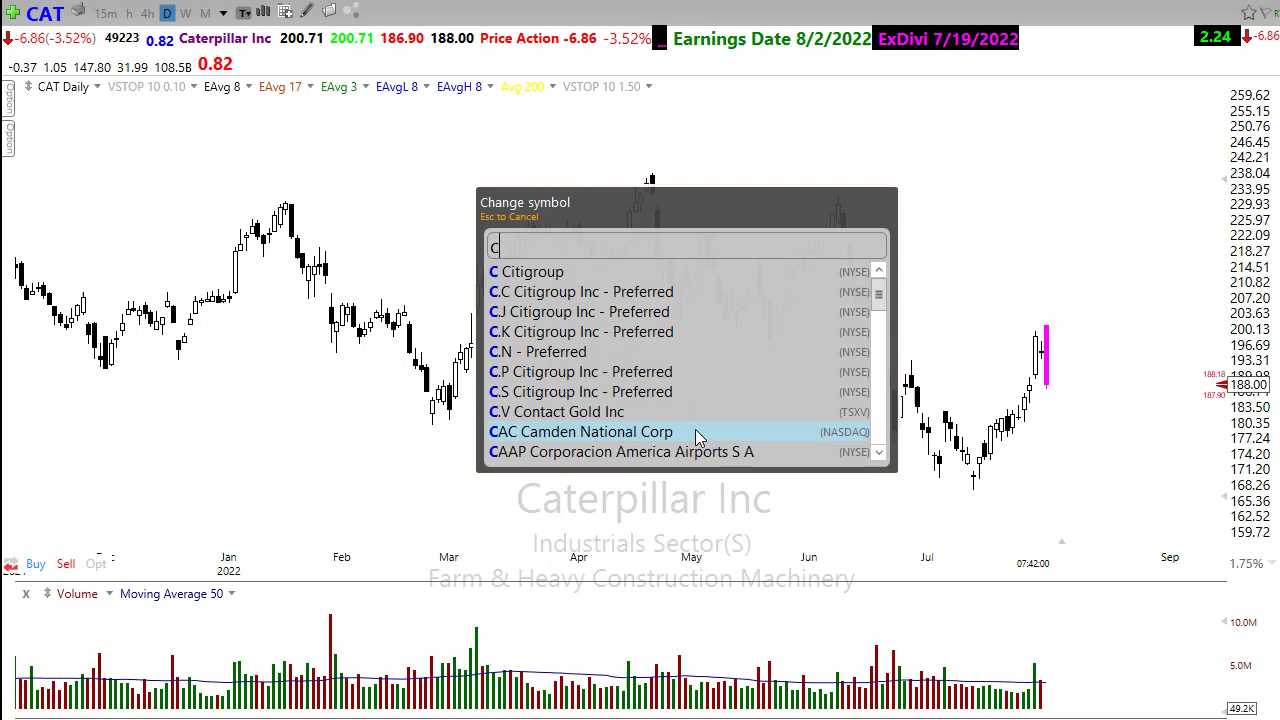 CAT 15m h 4h D W M T
-6.86(-3.52%) 49223 0.82 Caterpillar Inc 200.71 200.71 186.90 188.00 Price Action -6.86 -3.52% ... Earnings Date 8/2/2022 ExDivi 7/19/2022 2.24 -6.86
-0.37 1.05 147.80 31.99 108.5B 0.82
Option
Option
CAT Daily VSTOP 10 0.10 EAvg 8 EAvg 17 EAvg 3 EAvgL 8 EAvgH 8 Avg 200 VSTOP 10 1.50
Change symbol
Esc to Cancel
C
C Citigroup (NYSE)
C.C Citigroup Inc - Preferred (NYSE)
C.J Citigroup Inc - Preferred (NYSE)
C.K Citigroup Inc - Preferred (NYSE)
C.N - Preferred (NYSE)
C.P Citigroup Inc - Preferred (NYSE)
C.S Citigroup Inc - Preferred (NYSE)
C.V Contact Gold Inc (TSXV)
CAC Camden National Corp (NASDAQ)
CAAP Corporacion America Airports S A (NYSE)
259.62
255.15
250.76
246.45
242.21
238.04
233.95
229.93
225.97
222.09
218.27
214.51
210.82
207.20
203.63
200.13
196.69
193.31
188.18
188.00
187.90
183.50
180.35
177.24
174.20
171.20
168.26
165.36
162.52
159.72
Caterpillar Inc
Industrials Sector(S)
Farm & Heavy Construction Machinery
Jan Feb Mar Apr May Jun Jul Sep
2022
07:42:00
1.75%
Buy Sell Opt
X Volume Moving Average 50
10.0M
5.0M
49.2K